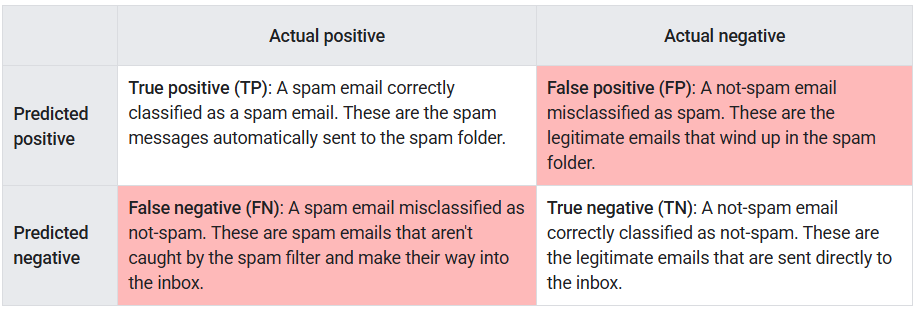 Actual positive
Actual negative
Predicted
positive
True positive (TP): A spam email correctly
classified as a spam email. These are the spam
messages automatically sent to the spam folder.
False positive (FP): A not-spam email
misclassified as spam. These are the
legitimate emails that wind up in the spam
folder.
Predicted
negative
False negative (FN): A spam email misclassified as
not-spam. These are spam emails that aren't
caught by the spam filter and make their way into
the inbox.
True negative (TN): A not-spam email
correctly classified as not-spam. These are
the legitimate emails that are sent directly to
the inbox.